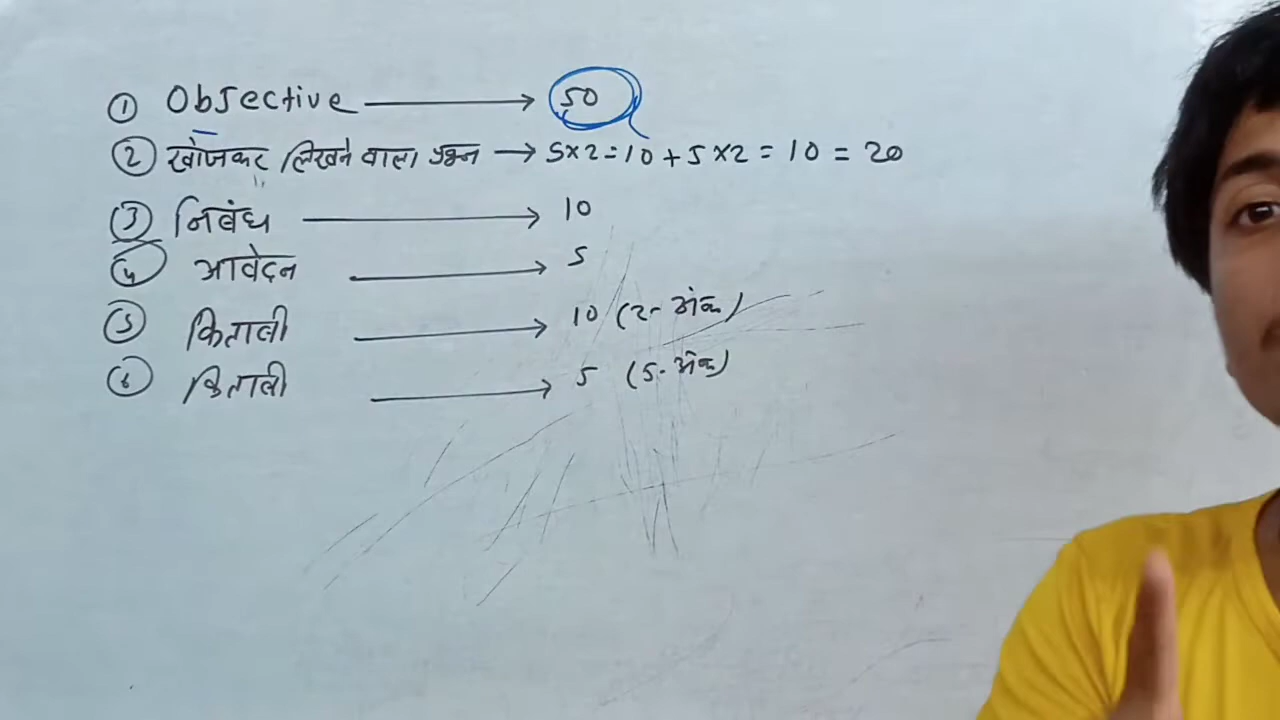 ① Objective → 50
② खोजकर लिखने वाला प्रश्न → 5×2=10+5×2=10=20
③ निबंध → 10
④ आवेदन → 5
⑤ किताबी → 10 (2-अंक)
⑥ किताबी → 5 (5-अंक)